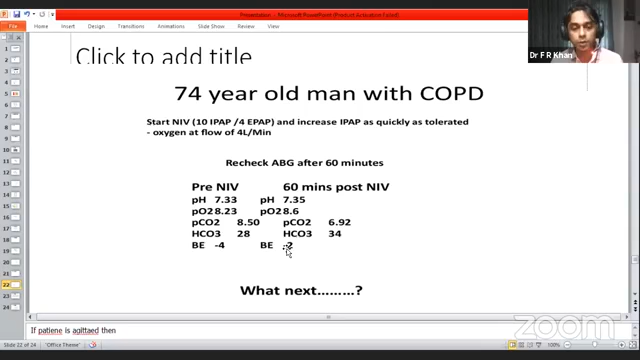 Presentation - Microsoft PowerPoint (Product Activation Failed)
File Home Insert Design Transitions Animations Slide Show Review View
Dr F R Khan
Click to add title
74 year old man with COPD
Start NIV (10 IPAP /4 EPAP) and increase IPAP as quickly as tolerated
- oxygen at flow of 4L/Min
Recheck ABG after 60 minutes
Pre NIV 60 mins post NIV
pH 7.33 pH 7.35
pO2 8.23 pO2 8.6
pCO2 8.50 pCO2 6.92
HCO3 28 HCO3 34
BE -4 BE -2
What next.........?
If patiene is agittaed then
zoom
Slide 22 of 24 "Office Theme" 100%